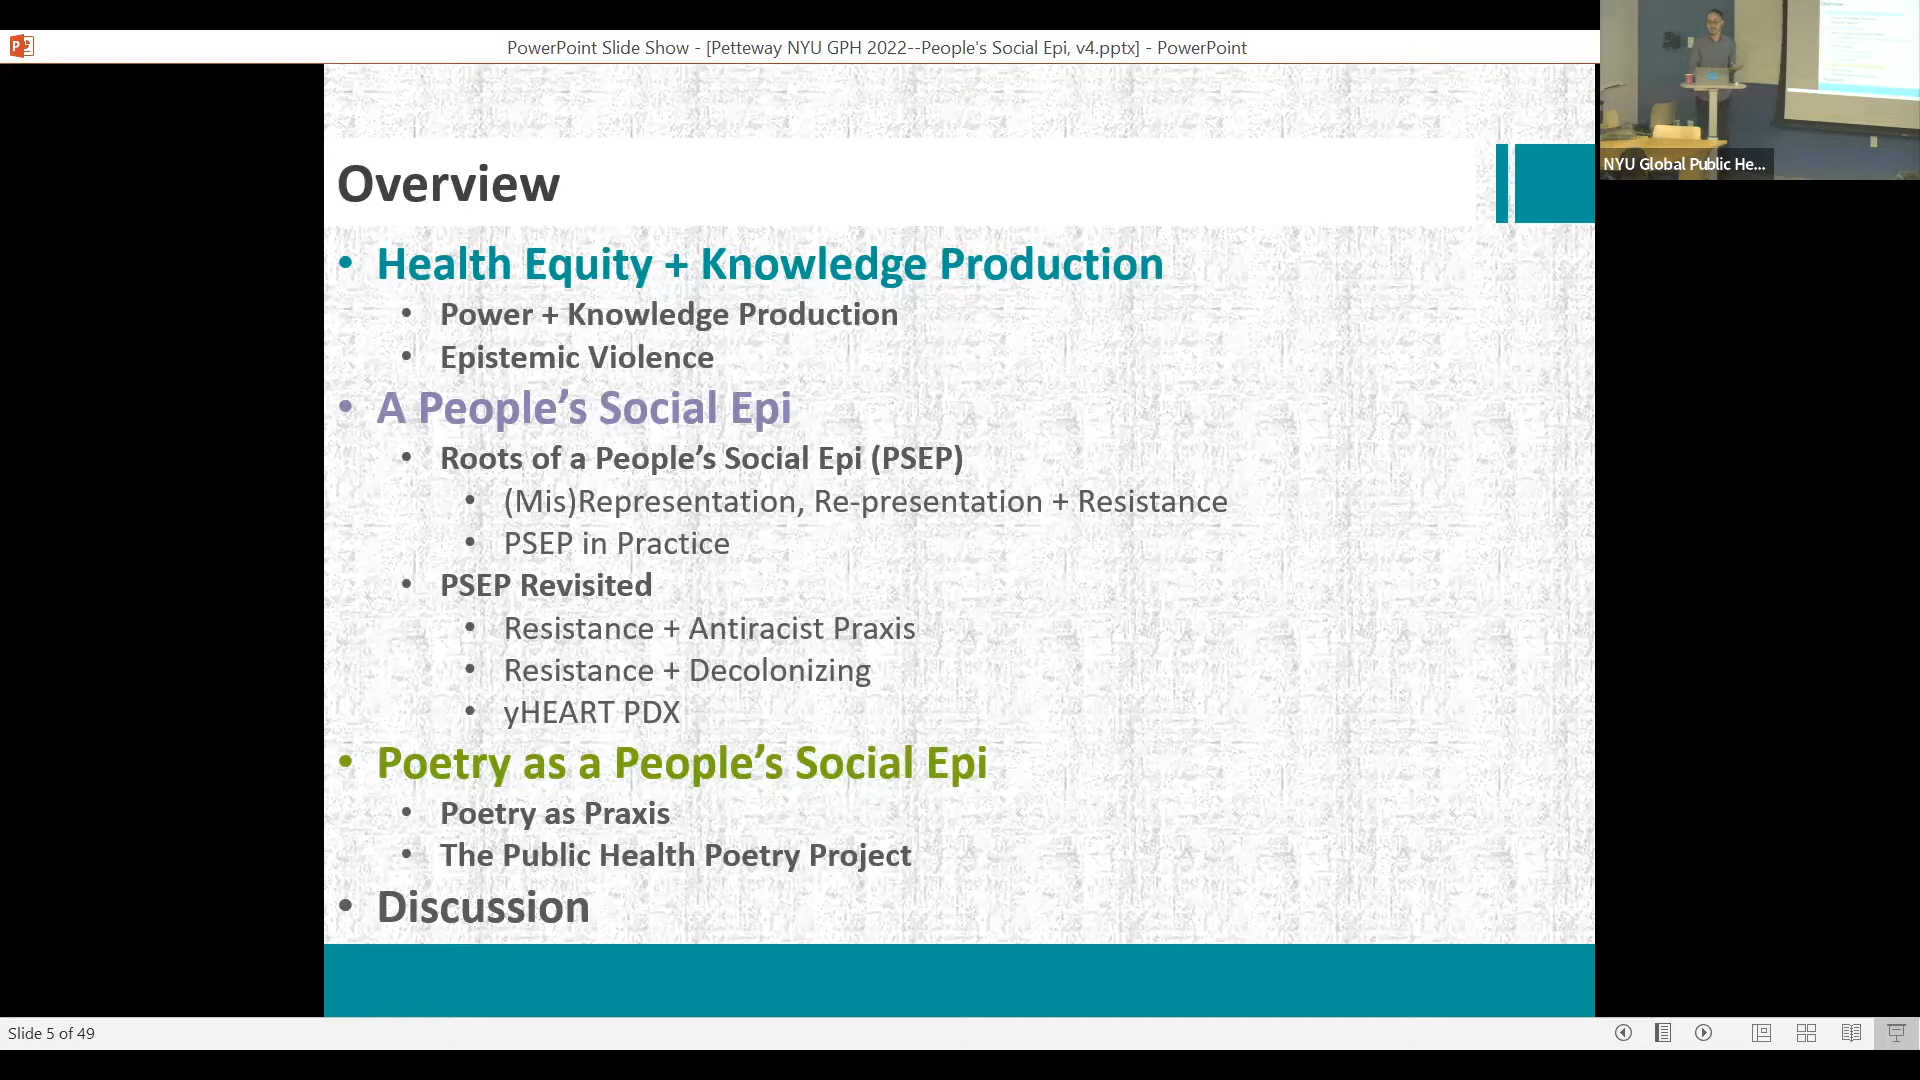 PowerPoint Slide Show - [Petteway NYU GPH 2022--People's Social Epi, v4.pptx] - PowerPoint
NYU Global Public He...
Overview
• Health Equity + Knowledge Production
• Power + Knowledge Production
• Epistemic Violence
• A People’s Social Epi
• Roots of a People’s Social Epi (PSEP)
• (Mis)Representation, Re-presentation + Resistance
• PSEP in Practice
• PSEP Revisited
• Resistance + Antiracist Praxis
• Resistance + Decolonizing
• yHEART PDX
• Poetry as a People’s Social Epi
• Poetry as Praxis
• The Public Health Poetry Project
• Discussion
Slide 5 of 49